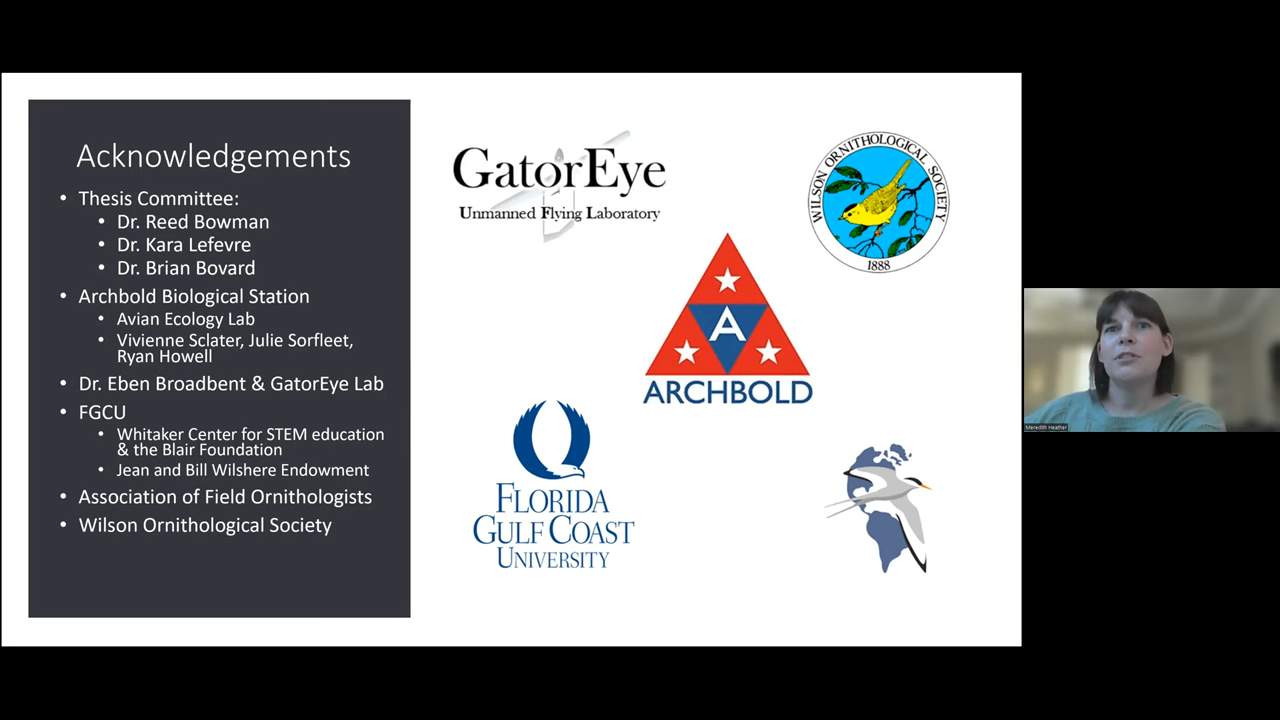 Acknowledgements
• Thesis Committee:
• Dr. Reed Bowman
• Dr. Kara Lefevre
• Dr. Brian Bovard
• Archbold Biological Station
• Avian Ecology Lab
• Vivienne Sclater, Julie Sorfleet,
Ryan Howell
• Dr. Eben Broadbent & GatorEye Lab
• FGCU
• Whitaker Center for STEM education
& the Blair Foundation
• Jean and Bill Wilshere Endowment
• Association of Field Ornithologists
• Wilson Ornithological Society
GatorEye
Unmanned Flying Laboratory
WILSON ORNITHOLOGICAL SOCIETY
1888
A
ARCHBOLD
FLORIDA
GULF COAST
UNIVERSITY
Meredith Heather